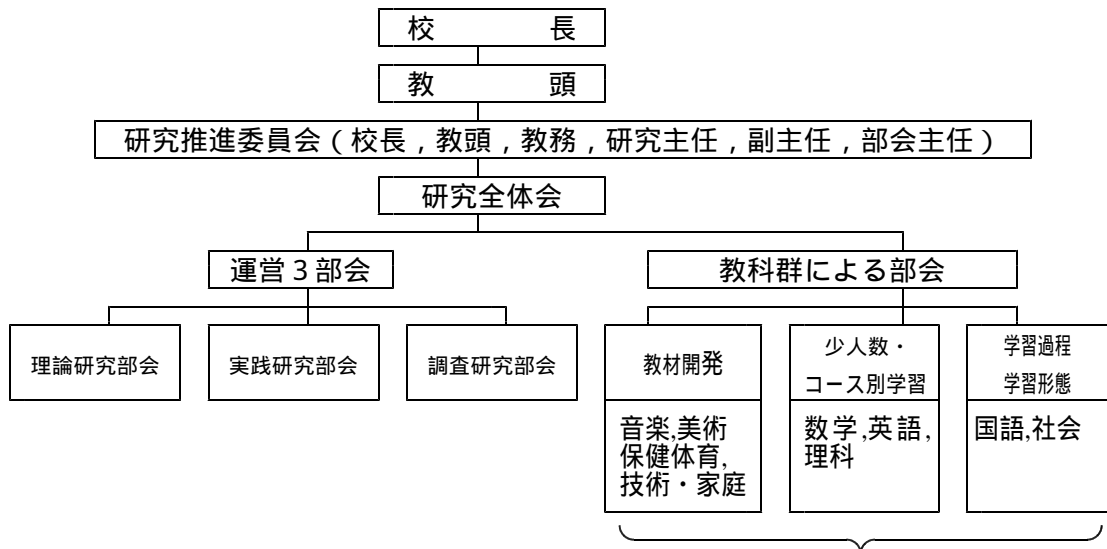 校 長
教 頭
研究推進委員会（校長，教頭，教務，研究主任，副主任，部会主任）
研究全体会
運営３部会
教科群による部会
理論研究部会
実践研究部会
調査研究部会
教材開発
少人数・
コース別学習
学習過程
学習形態
音楽,美術
保健体育,
技術・家庭
数学,英語,
理科
国語,社会